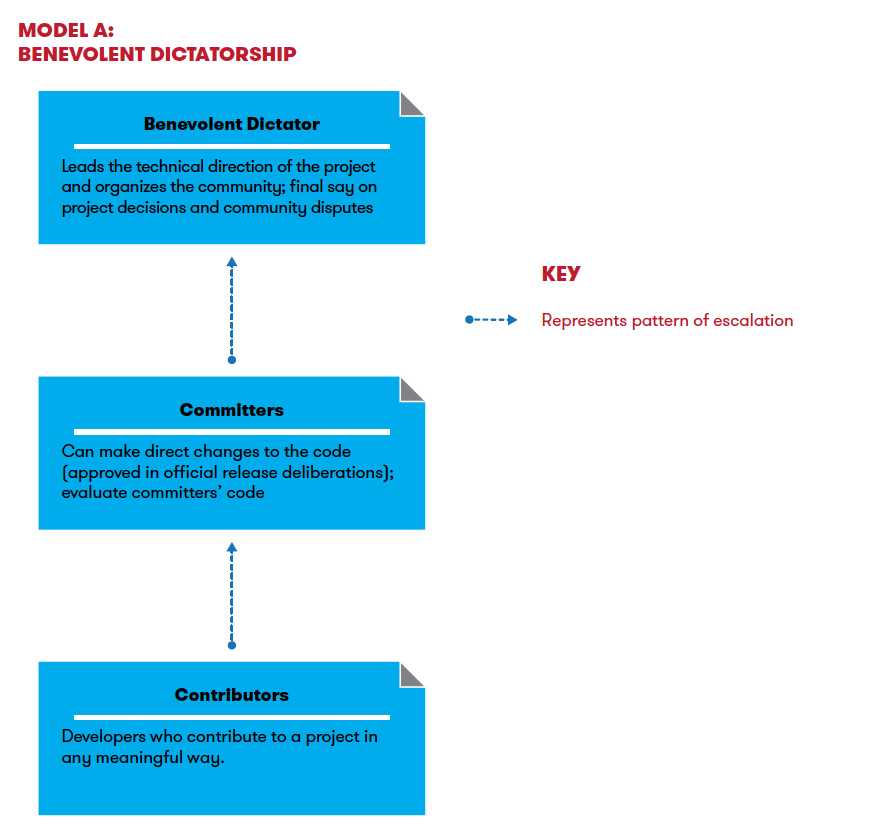 MODEL A:
BENEVOLENT DICTATORSHIP
Benevolent Dictator
Leads the technical direction of the project
and organizes the community; final say on
project decisions and community disputes
KEY
Represents pattern of escalation
Committers
Can make direct changes to the code
(approved in official release deliberations);
evaluate committers’ code
Contributors
Developers who contribute to a project in
any meaningful way.